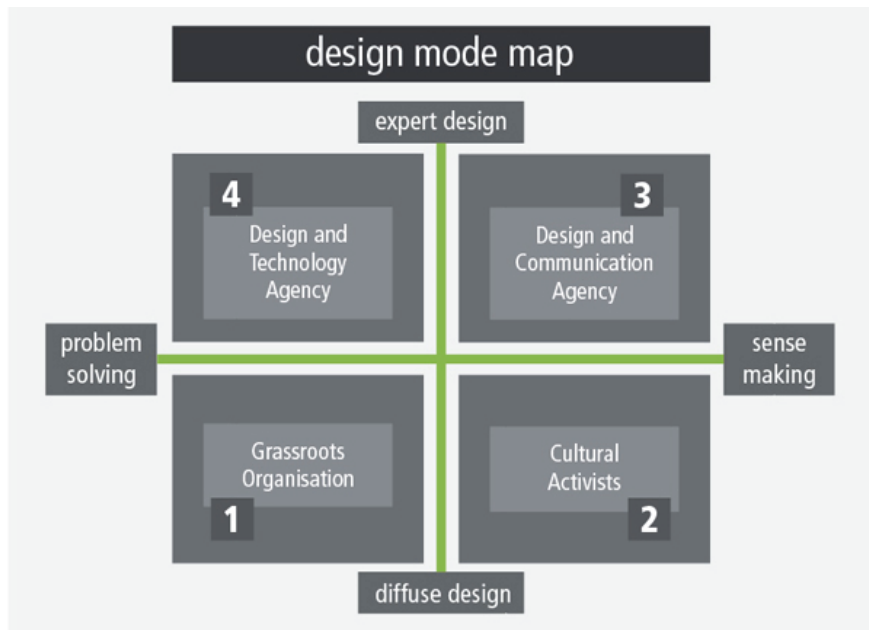 design mode map
expert design
4
Design and
Technology
Agency
3
Design and
Communication
Agency
problem
solving
sense
making
Grassroots
Organisation
1
Cultural
Activists
2
diffuse design